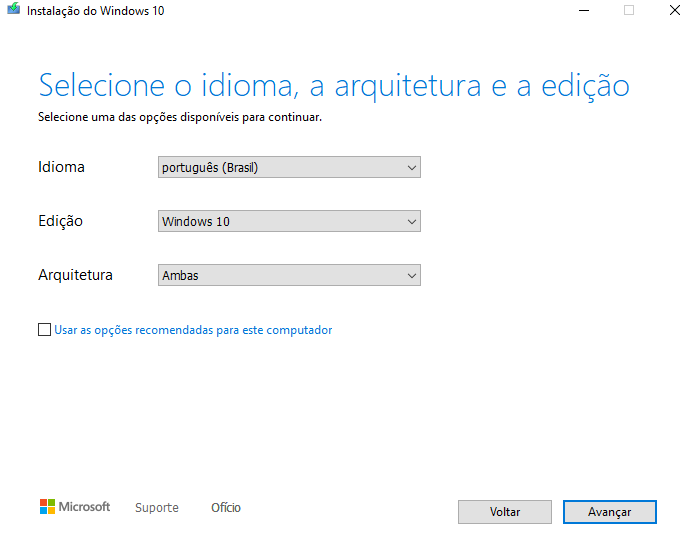 Instalação do Windows 10
Selecione o idioma, a arquitetura e a edição
Selecione uma das opções disponíveis para continuar.
Idioma português (Brasil)
Edição Windows 10
Arquitetura Ambas
Usar as opções recomendadas para este computador
Microsoft Suporte Ofício Voltar Avançar